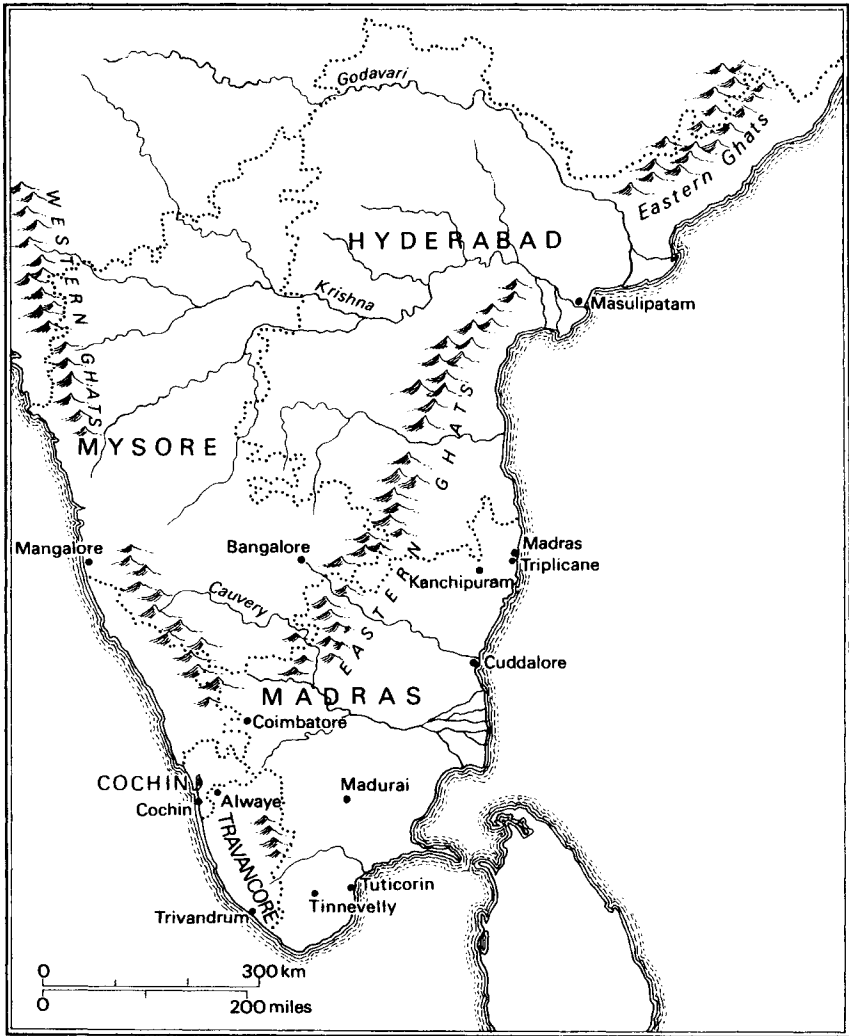 Godavari
Eastern Ghats
WESTERN GHATS
HYDERABAD
Krishna
Masulipatam
EASTERN GHATS
MYSORE
Mangalore
Bangalore
Madras
Triplicane
Kanchipuram
Cauvery
Cuddalore
MADRAS
Coimbatore
COCHIN
Cochin
Alwaye
Madurai
TRAVANCORE
Tuticorin
Tinnevelly
Trivandrum
0 300 km
0 200 miles